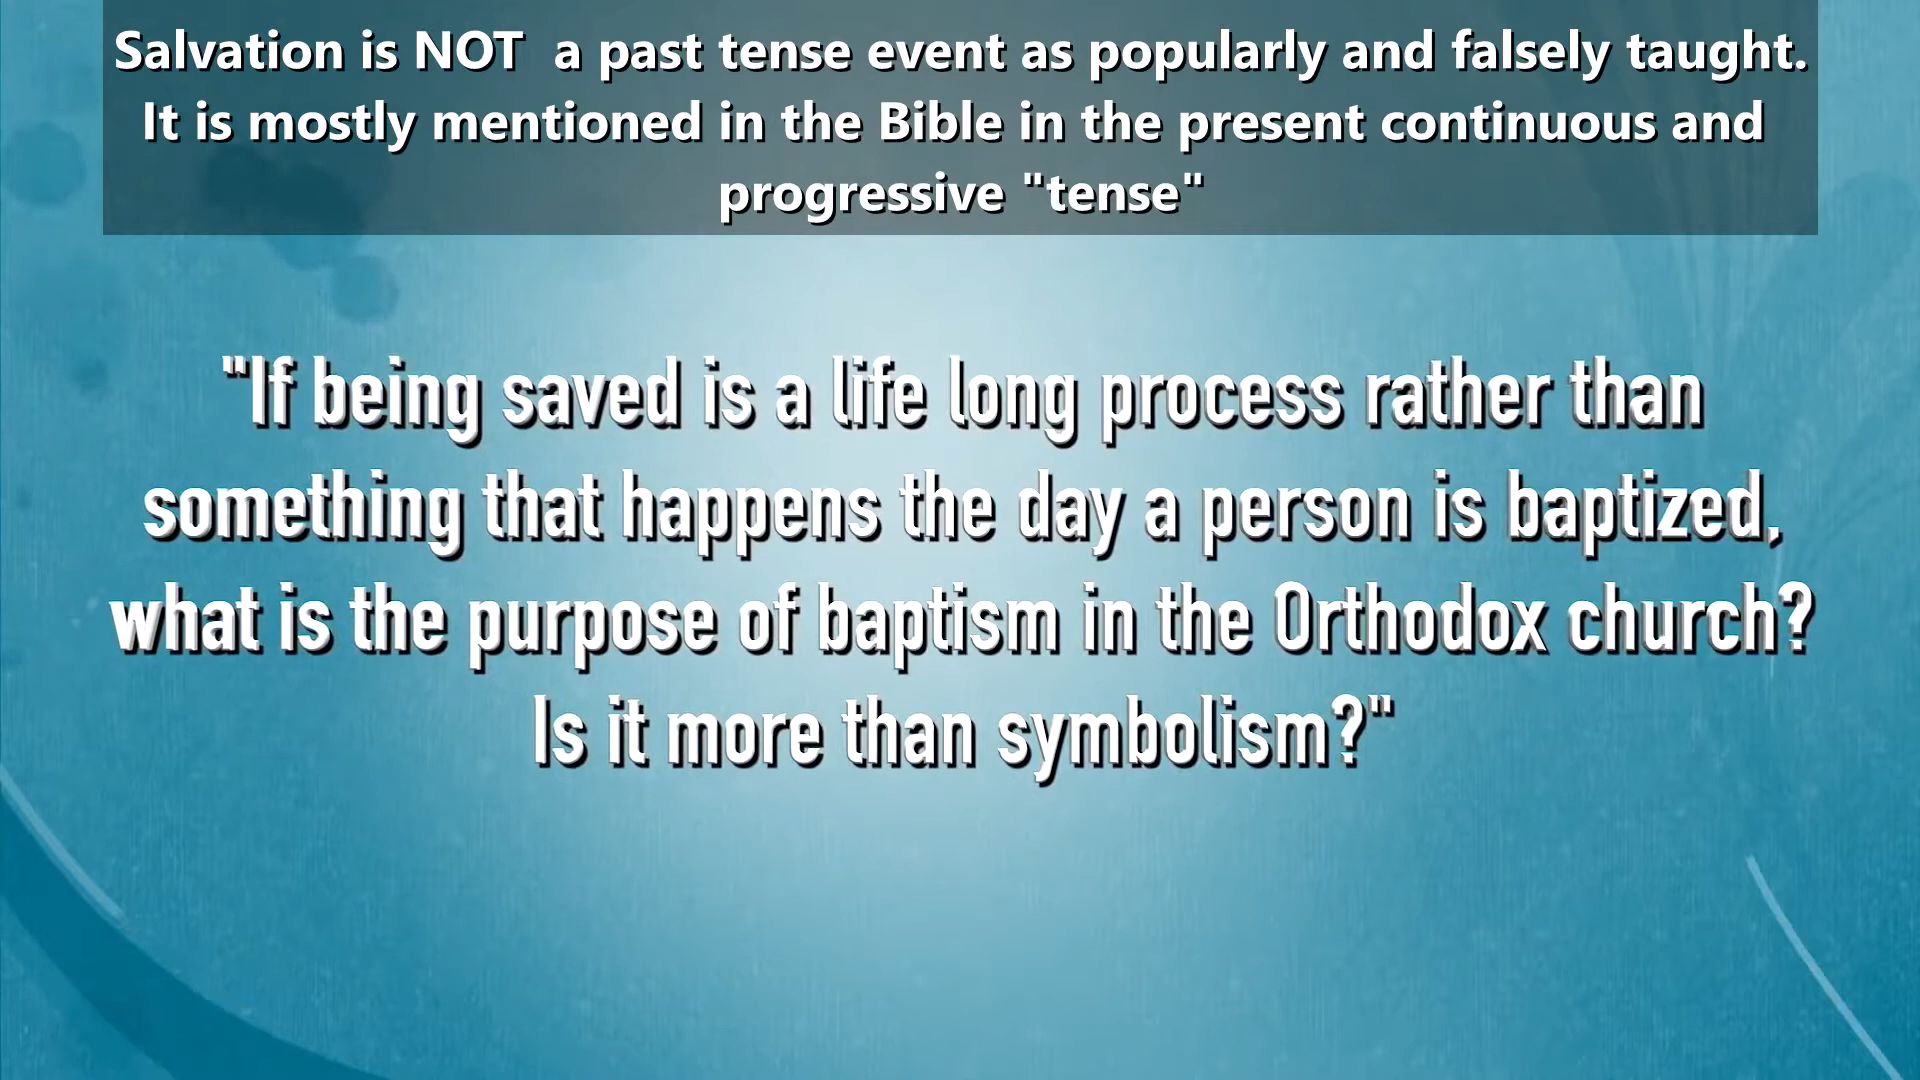 Salvation is NOT  a past tense event as popularly and falsely taught.
It is mostly mentioned in the Bible in the present continuous and
progressive "tense"
"If being saved is a life long process rather than
something that happens the day a person is baptized,
what is the purpose of baptism in the Orthodox church?
Is it more than symbolism?"